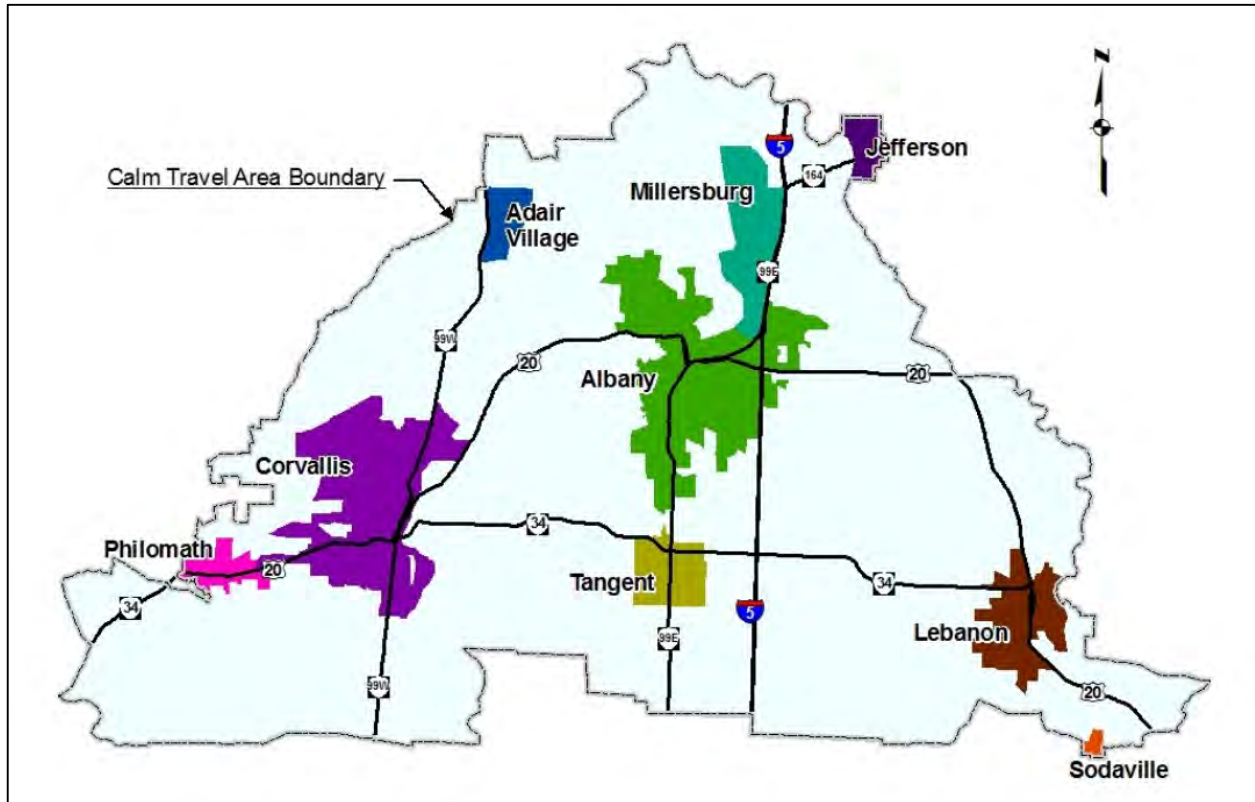 N
5
Jefferson
164
Calm Travel Area Boundary
Millersburg
Adair
Village
99E
99W
20
Albany
20
Corvallis
34
Philomath
20
Tangent
34
34
5
Lebanon
99E
99W
20
Sodaville